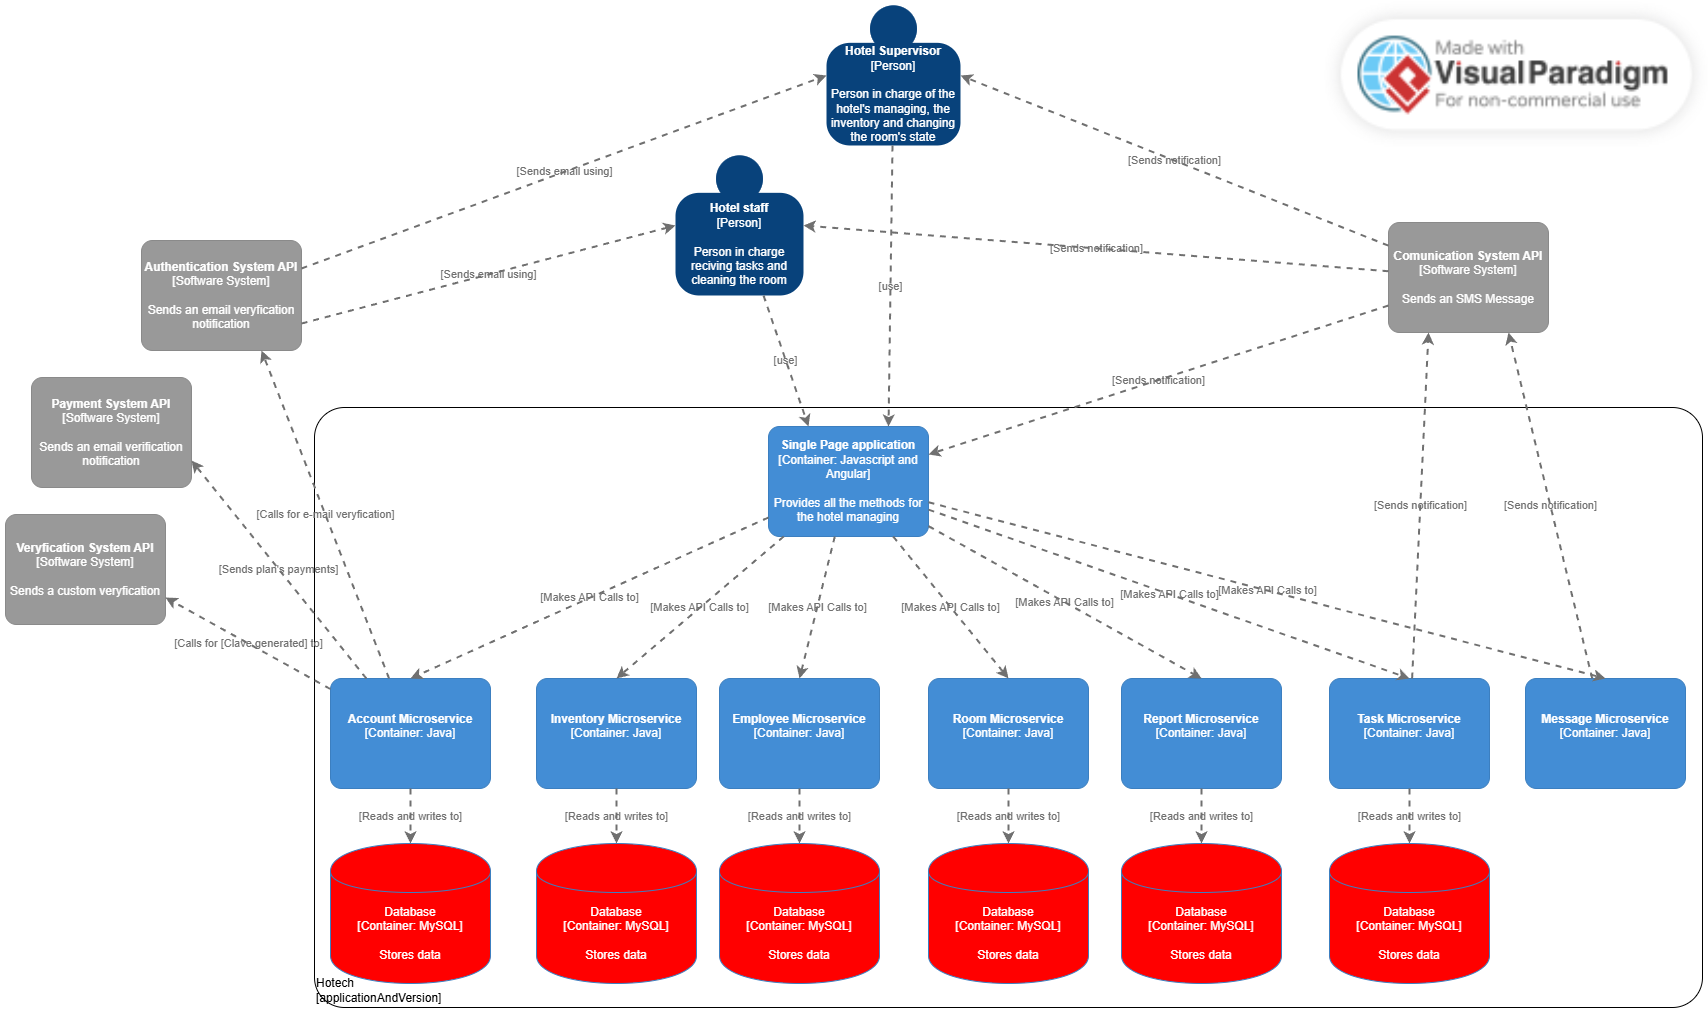 Hotel Supervisor
[Person]
Person in charge of the
hotel's managing, the
inventory and changing
the room's state
Made with
Visual Paradigm
For non-commercial use
[Sends email using]
[Sends notification]
Hotel staff
[Person]
Person in charge
reciving tasks and
cleaning the room
Authentication System API
[Software System]
Sends an email veryfication
notification
[Sends email using]
[use]
[Sends notification]
Comunication System API
[Software System]
Sends an SMS Message
[use]
[Sends notification]
Payment System API
[Software System]
Sends an email verification
notification
Single Page application
[Container: Javascript and
Angular]
Provides all the methods for
the hotel managing
[Calls for e-mail veryfication]
[Sends notification]
[Sends notification]
Veryfication System API
[Software System]
Sends a custom veryfication
[Sends plan's payments]
[Calls for [Clave generated] to]
[Makes API Calls to]
[Makes API Calls to]
[Makes API Calls to]
[Makes API Calls to]
[Makes API Calls to]
[Makes API Calls to]
[Makes API Calls to]
Account Microservice
[Container: Java]
Inventory Microservice
[Container: Java]
Employee Microservice
[Container: Java]
Room Microservice
[Container: Java]
Report Microservice
[Container: Java]
Task Microservice
[Container: Java]
Message Microservice
[Container: Java]
[Reads and writes to]
[Reads and writes to]
[Reads and writes to]
[Reads and writes to]
[Reads and writes to]
[Reads and writes to]
Database
[Container: MySQL]
Stores data
Database
[Container: MySQL]
Stores data
Database
[Container: MySQL]
Stores data
Database
[Container: MySQL]
Stores data
Database
[Container: MySQL]
Stores data
Database
[Container: MySQL]
Stores data
Hotech
[applicationAndVersion]